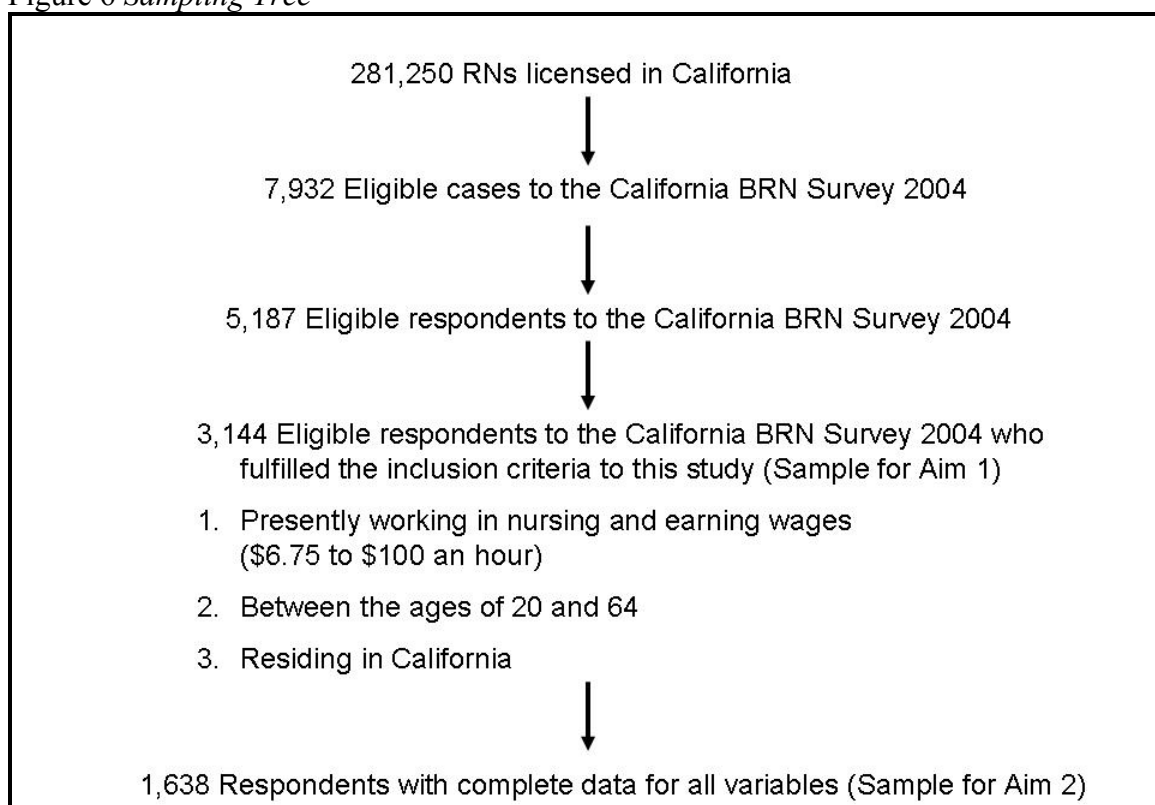 Figure 6 Sampling Tree
281,250 RNs licensed in California
7,932 Eligible cases to the California BRN Survey 2004
5,187 Eligible respondents to the California BRN Survey 2004
3,144 Eligible respondents to the California BRN Survey 2004 who
fulfilled the inclusion criteria to this study (Sample for Aim 1)
1. Presently working in nursing and earning wages
($6.75 to $100 an hour)
2. Between the ages of 20 and 64
3. Residing in California
1,638 Respondents with complete data for all variables (Sample for Aim 2)